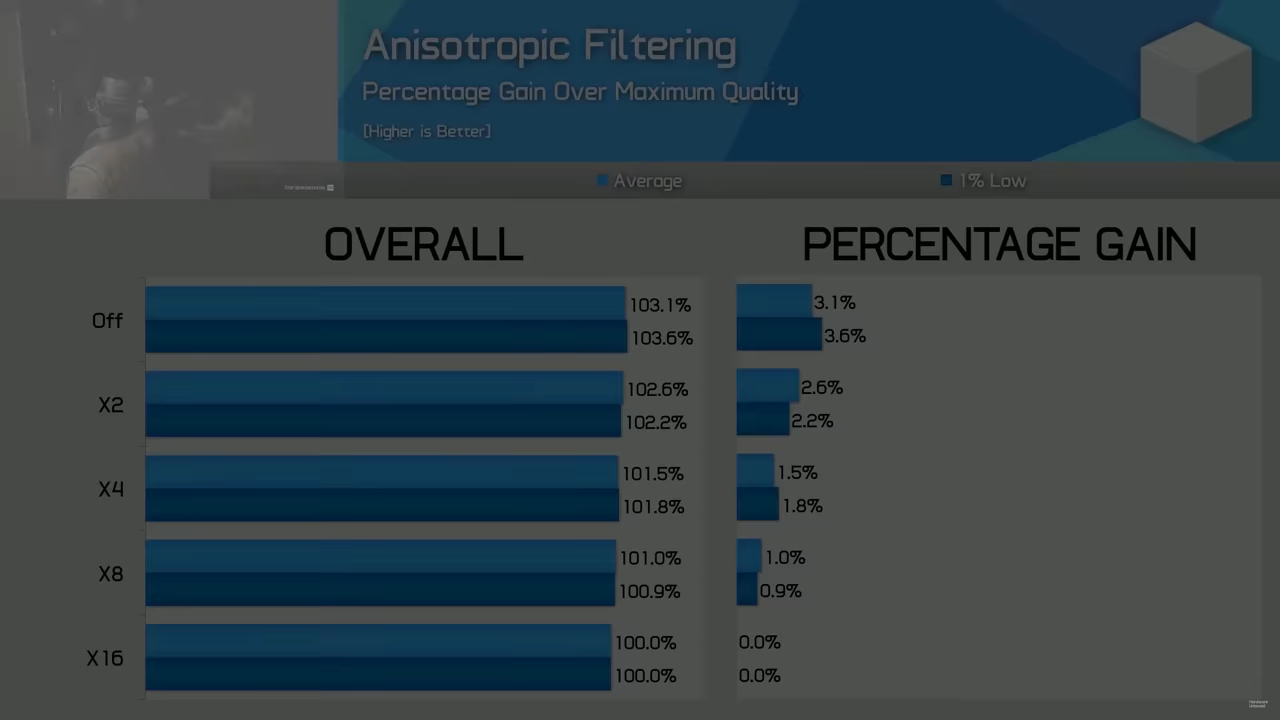 Anisotropic Filtering
Percentage Gain Over Maximum Quality
[Higher is Better]
Average
1% Low
OVERALL
PERCENTAGE GAIN
Off
103.1%
103.6%
3.1%
3.6%
X2
102.6%
102.2%
2.6%
2.2%
X4
101.5%
101.8%
1.5%
1.8%
X8
101.0%
100.9%
1.0%
0.9%
X16
100.0%
100.0%
0.0%
0.0%
Hardware
Unboxed